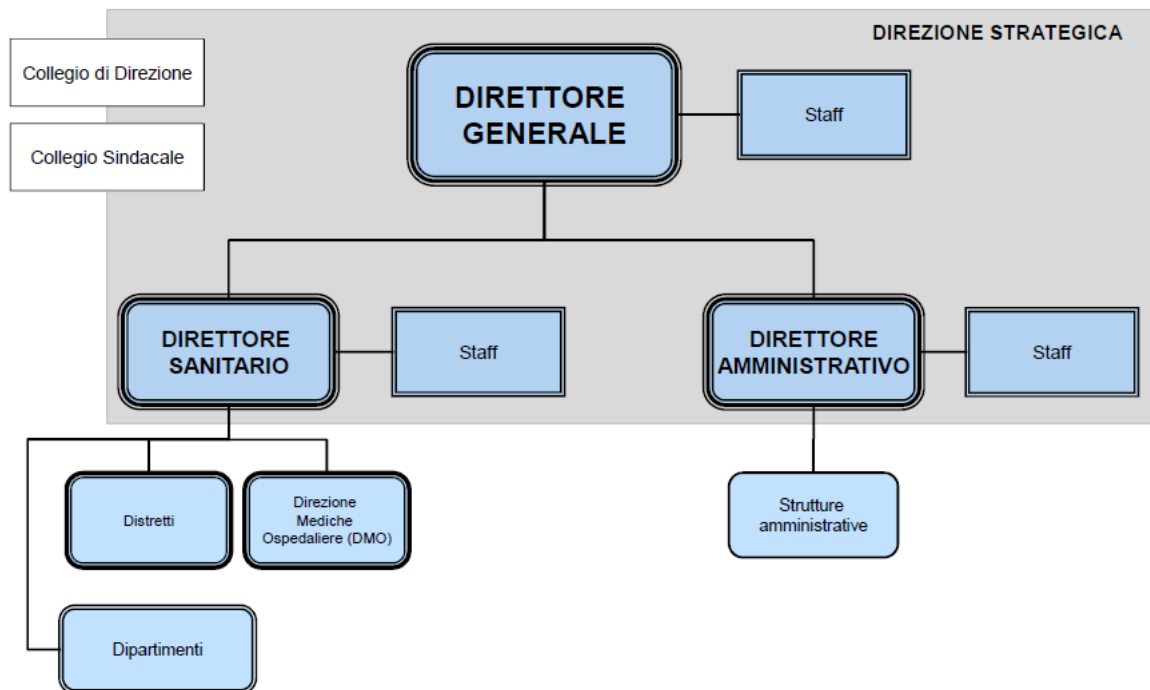 DIREZIONE STRATEGICA
Collegio di Direzione
Collegio Sindacale
DIRETTORE
GENERALE
Staff
DIRETTORE
SANITARIO
Staff
DIRETTORE
AMMINISTRATIVO
Staff
Distretti
Direzione
Mediche
Ospedaliere (DMO)
Strutture
amministrative
Dipartimenti